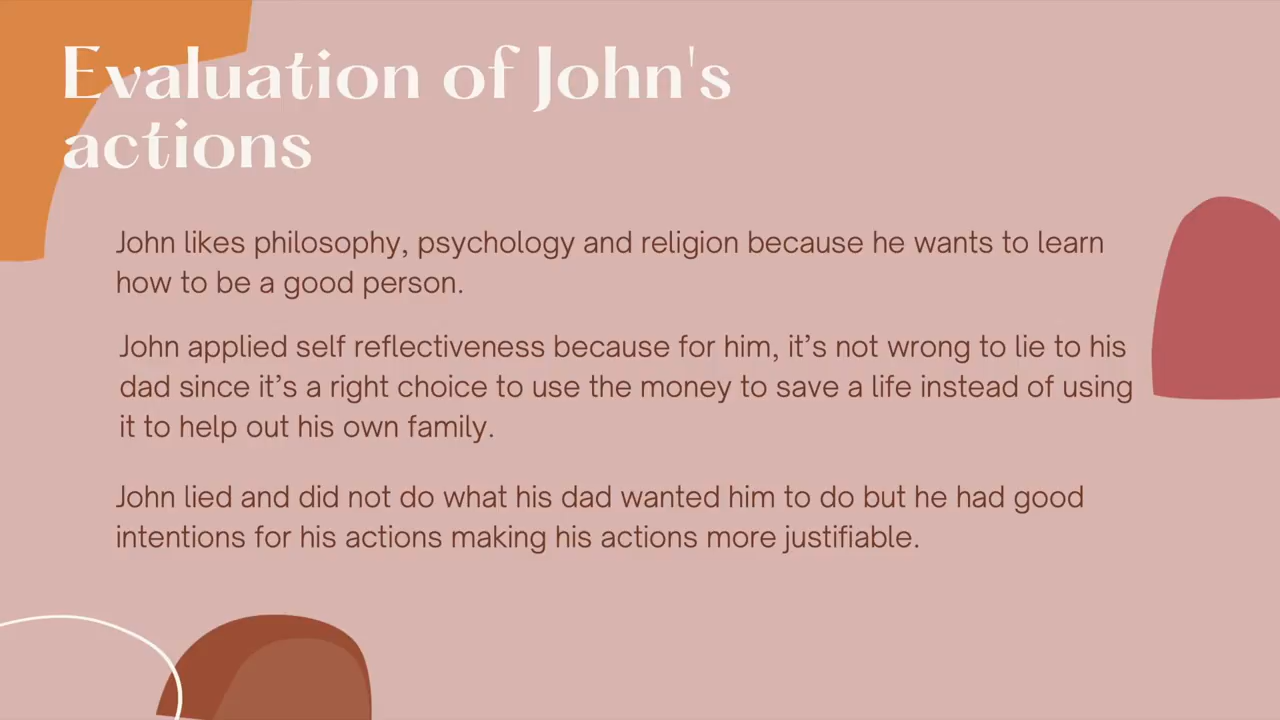 Evaluation of John's
actions
John likes philosophy, psychology and religion because he wants to learn
how to be a good person.
John applied self reflectiveness because for him, it’s not wrong to lie to his
dad since it’s a right choice to use the money to save a life instead of using
it to help out his own family.
John lied and did not do what his dad wanted him to do but he had good
intentions for his actions making his actions more justifiable.